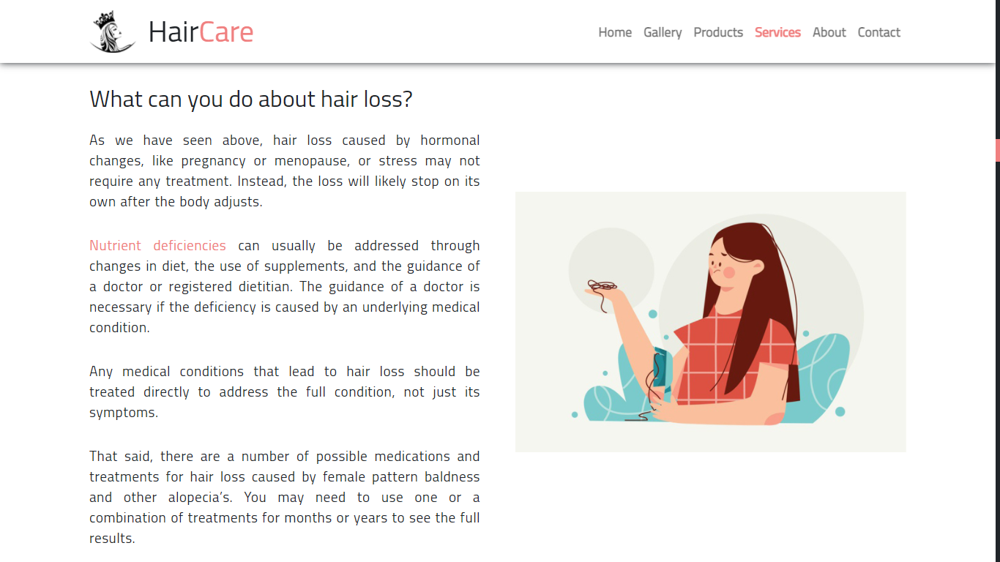 HairCare
Home Gallery Products Services About Contact
What can you do about hair loss?
As we have seen above, hair loss caused by hormonal
changes, like pregnancy or menopause, or stress may not
require any treatment. Instead, the loss will likely stop on its
own after the body adjusts.
Nutrient deficiencies can usually be addressed through
changes in diet, the use of supplements, and the guidance of
a doctor or registered dietitian. The guidance of a doctor is
necessary if the deficiency is caused by an underlying medical
condition.
Any medical conditions that lead to hair loss should be
treated directly to address the full condition, not just its
symptoms.
That said, there are a number of possible medications and
treatments for hair loss caused by female pattern baldness
and other alopecia’s. You may need to use one or a
combination of treatments for months or years to see the full
results.